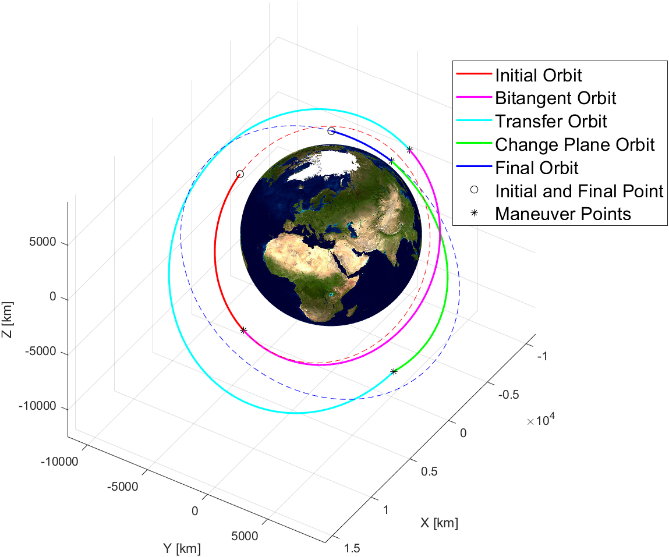 Initial Orbit
Bitangent Orbit
Transfer Orbit
Change Plane Orbit
Final Orbit
Initial and Final Point
Maneuver Points
5000
0
-5000
-10000
Z [km]
-10000
-5000
0
5000
Y [km]
-1
-0.5
0
0.5
1
1.5
×10^4
X [km]